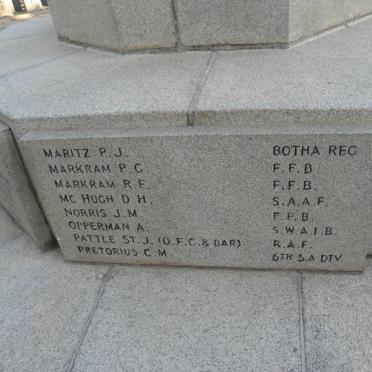 MARITZ P.J. BOTHA REG
MARKRAM P.G. F.F.B
MARKRAM R.F. F.F.B.
MC HUGH D.H. S.A.A.F.
NORRIS J.M. F.F.B.
OPPERMAN A. S.W.A.I.B.
PATTLE ST. J. (D.F.C. & BAR) R.A.F.
PRETORIUS C.M. 6TH S.A DIV